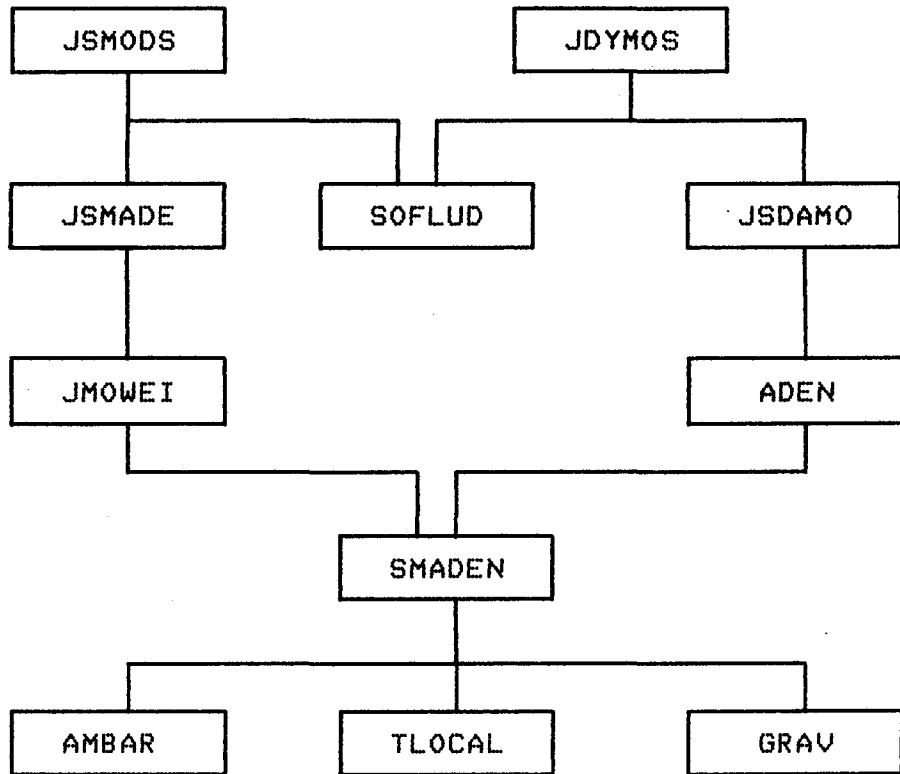 JSMODS
JDYMOS
JSMADE
SOFLUD
JSDAMO
JMOWEI
ADEN
SMADEN
AMBAR
TLOCAL
GRAV